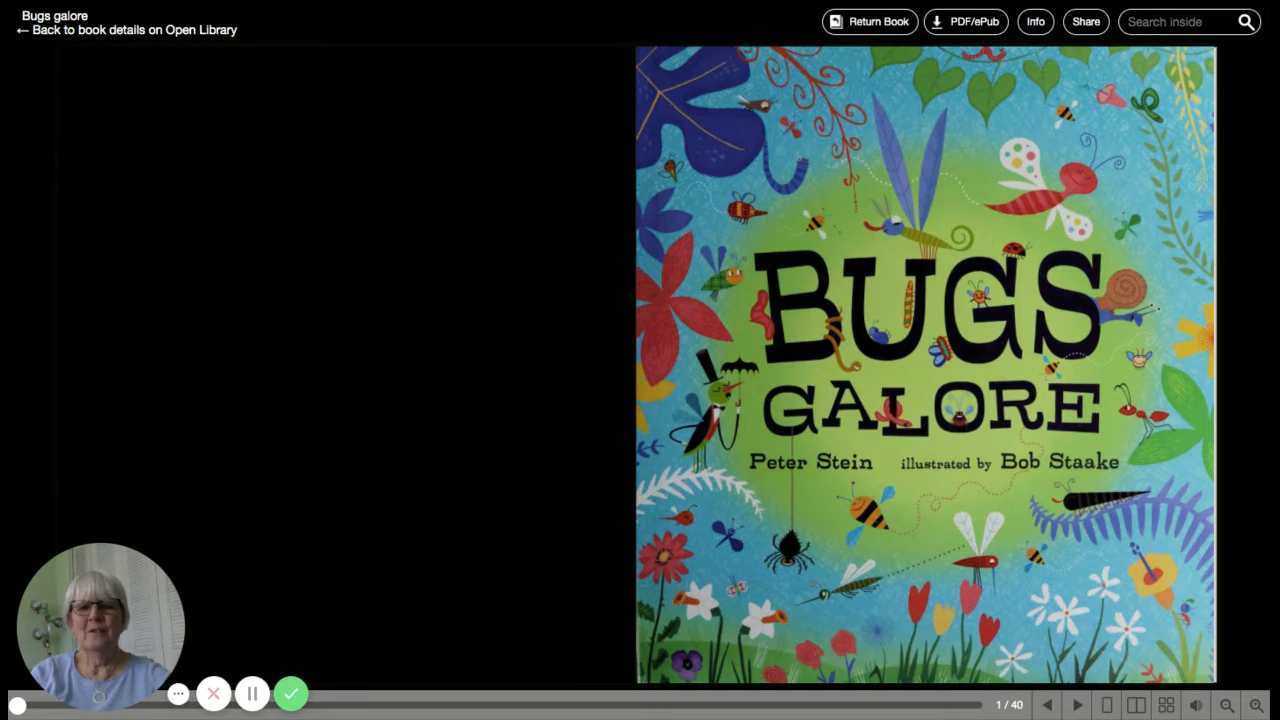 Bugs galore
← Back to book details on Open Library
Return Book
PDF/ePub
Info
Share
Search inside
BUGS
GALORE
Peter Stein illustrated by Bob Staake
1 / 40